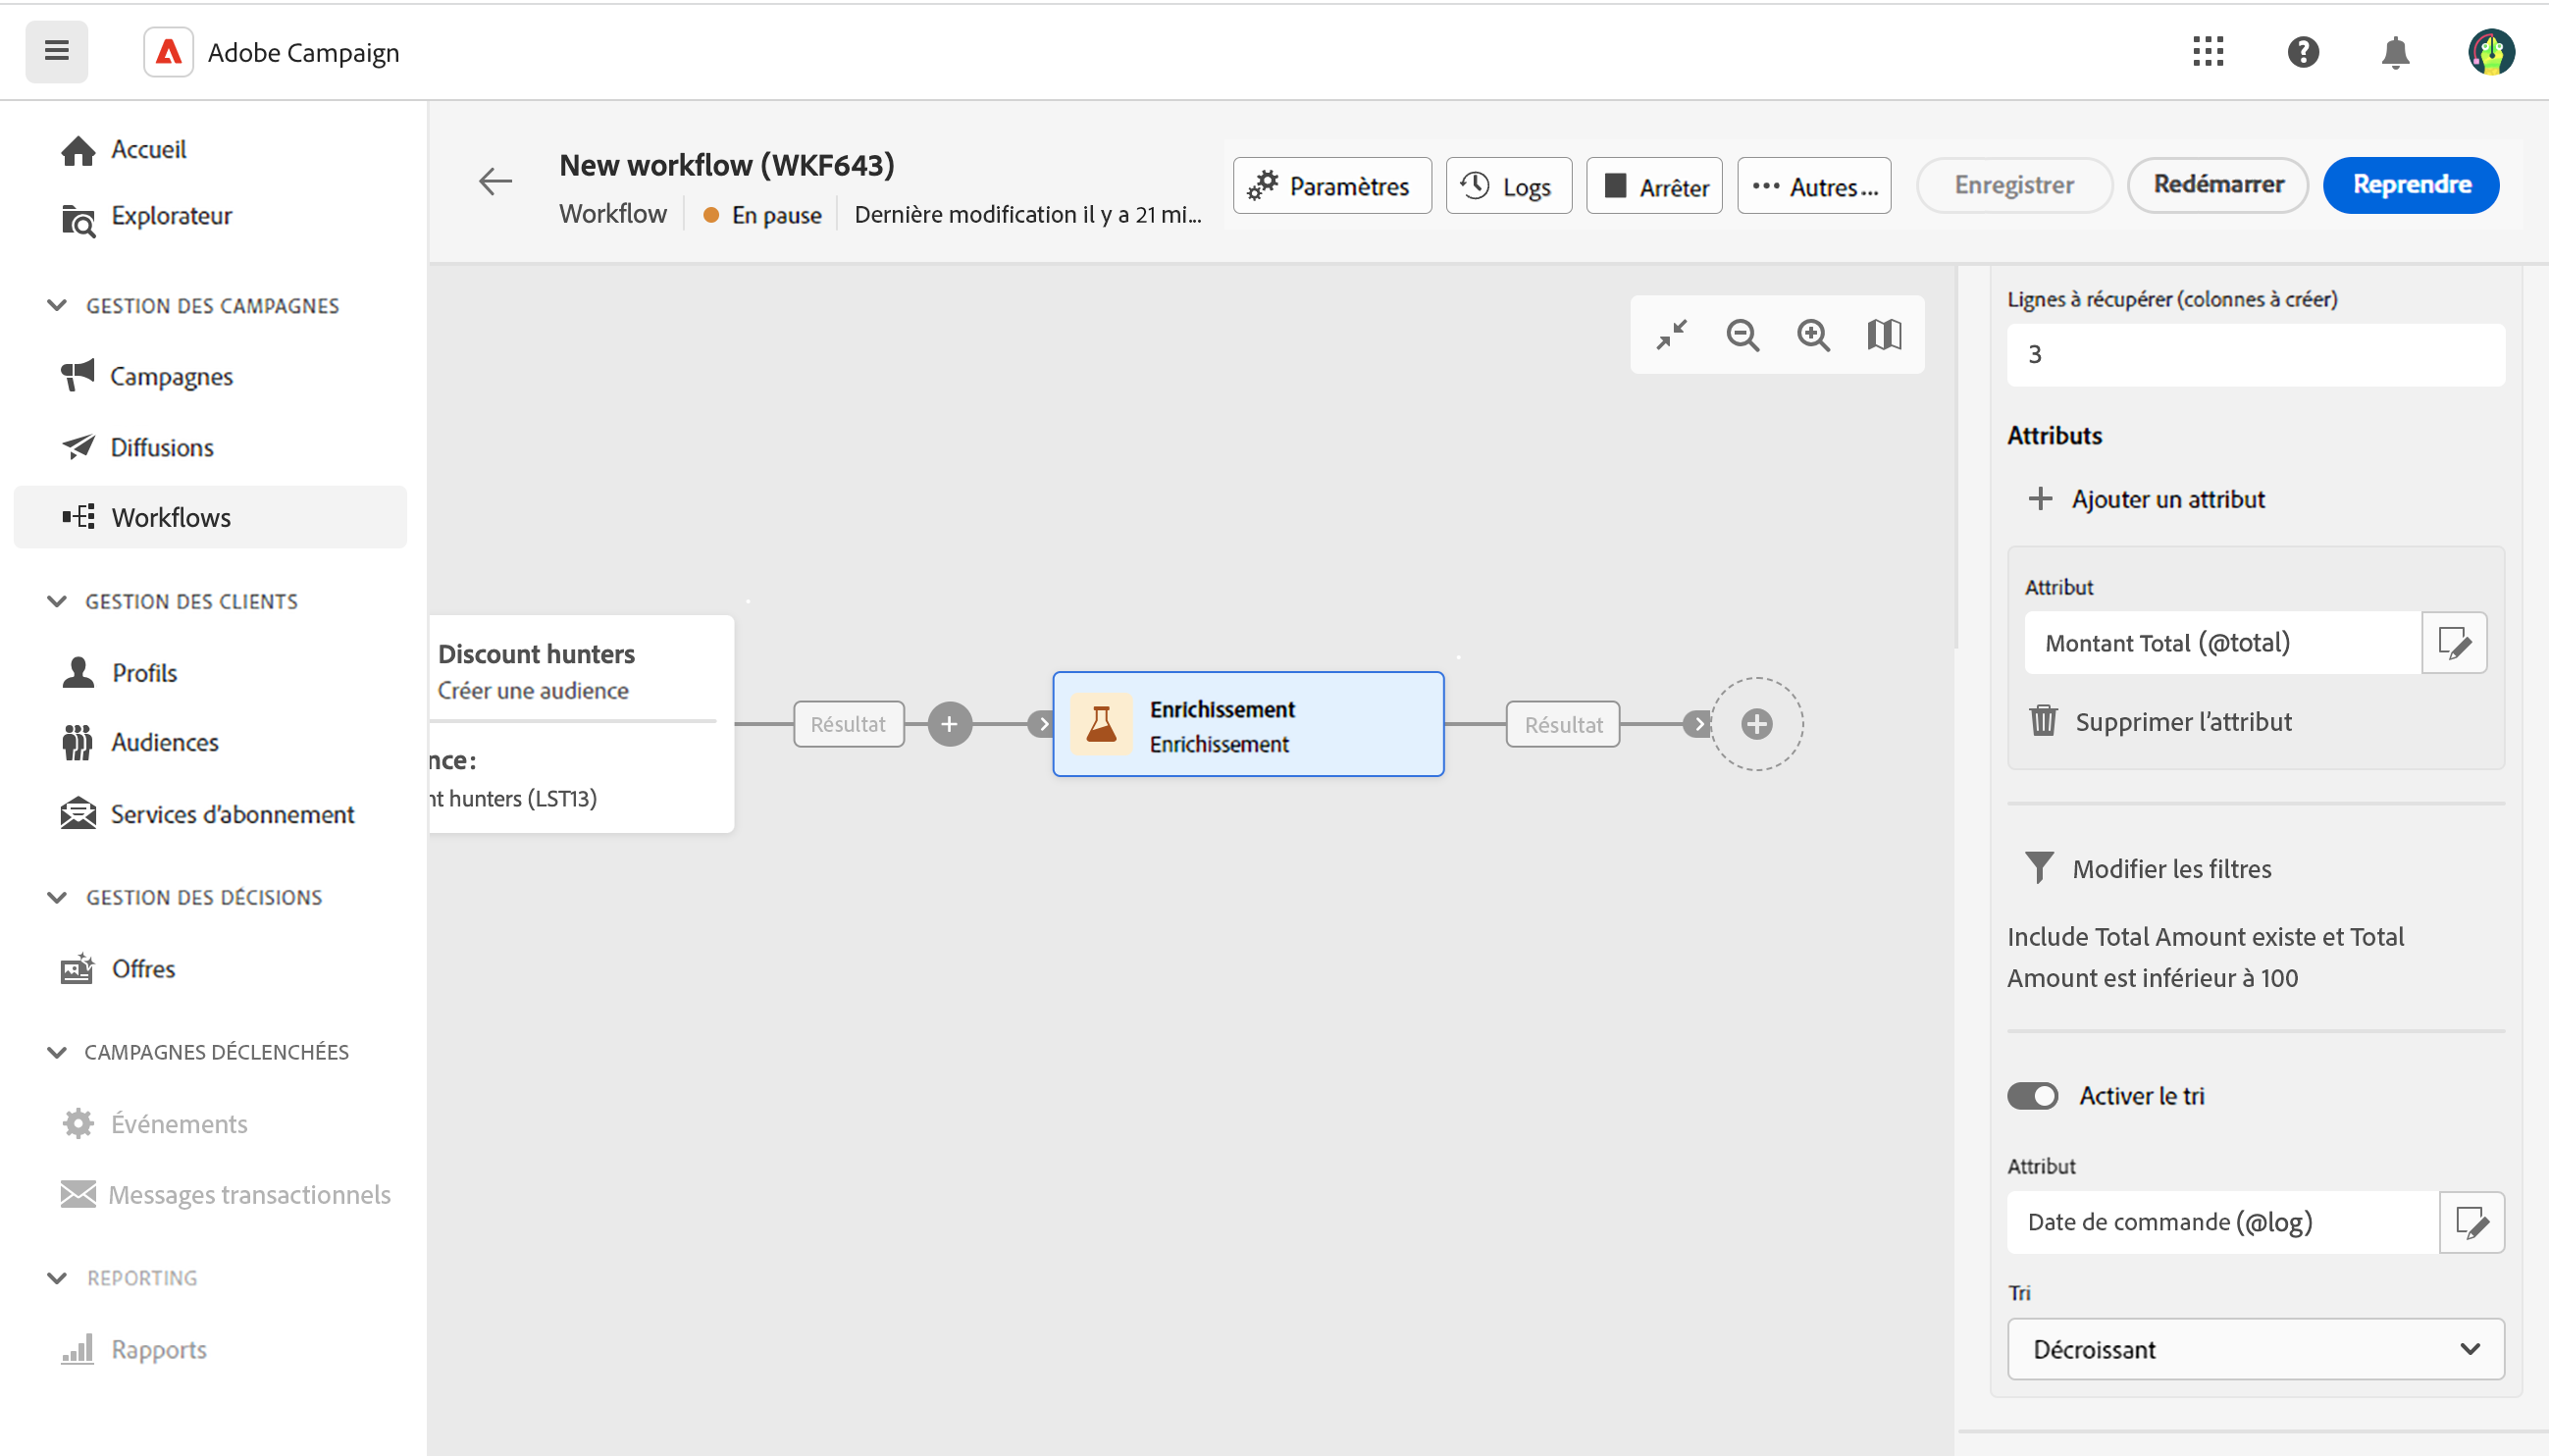 Adobe Campaign
Accueil
Explorateur
GESTION DES CAMPAGNES
Campagnes
Diffusions
Workflows
GESTION DES CLIENTS
Profils
Audiences
Services d'abonnement
GESTION DES DÉCISIONS
Offres
CAMPAGNES DÉCLENCHÉES
Événements
Messages transactionnels
REPORTING
Rapports
New workflow (WKF643)
Workflow
En pause
Dernière modification il y a 21 mi...
Paramètres
Logs
Arrêter
Autres...
Enregistrer
Redémarrer
Reprendre
Discount hunters
Créer une audience
nce:
nt hunters (LST13)
Résultat
Enrichissement
Enrichissement
Résultat
Lignes à récupérer (colonnes à créer)
3
Attributs
Ajouter un attribut
Attribut
Montant Total (@total)
Supprimer l'attribut
Modifier les filtres
Include Total Amount existe et Total
Amount est inférieur à 100
Activer le tri
Attribut
Date de commande (@log)
Tri
Décroissant